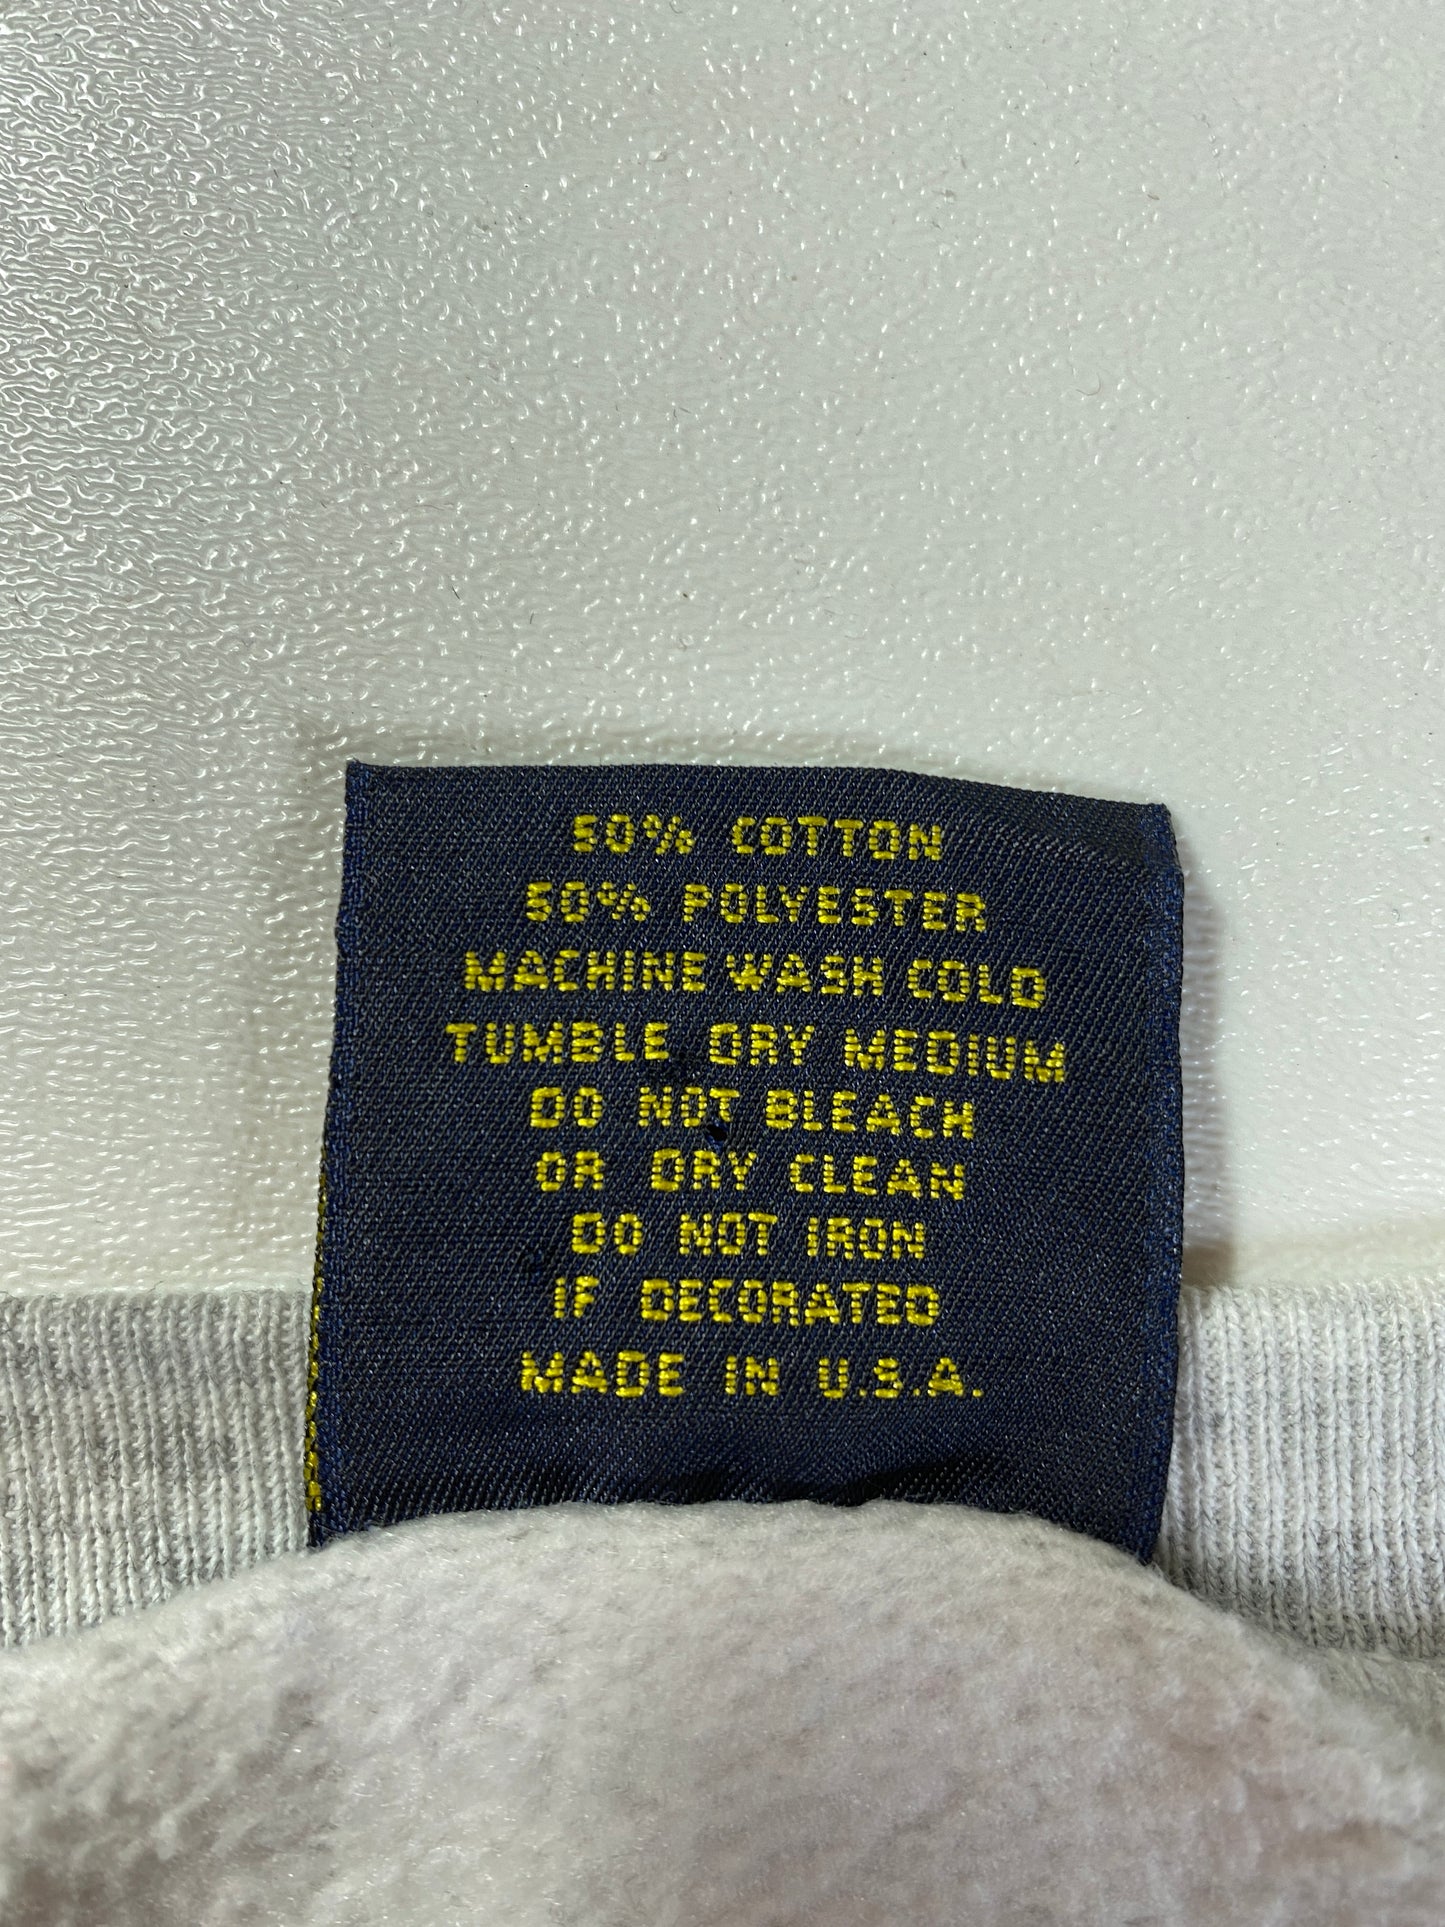 50% COTTON
50% POLYESTER
MACHINE WASH COLD
TUMBLE DRY MEDIUM
DO NOT BLEACH
OR DRY CLEAN
DO NOT IRON
IF DECORATED
MADE IN U.S.A.